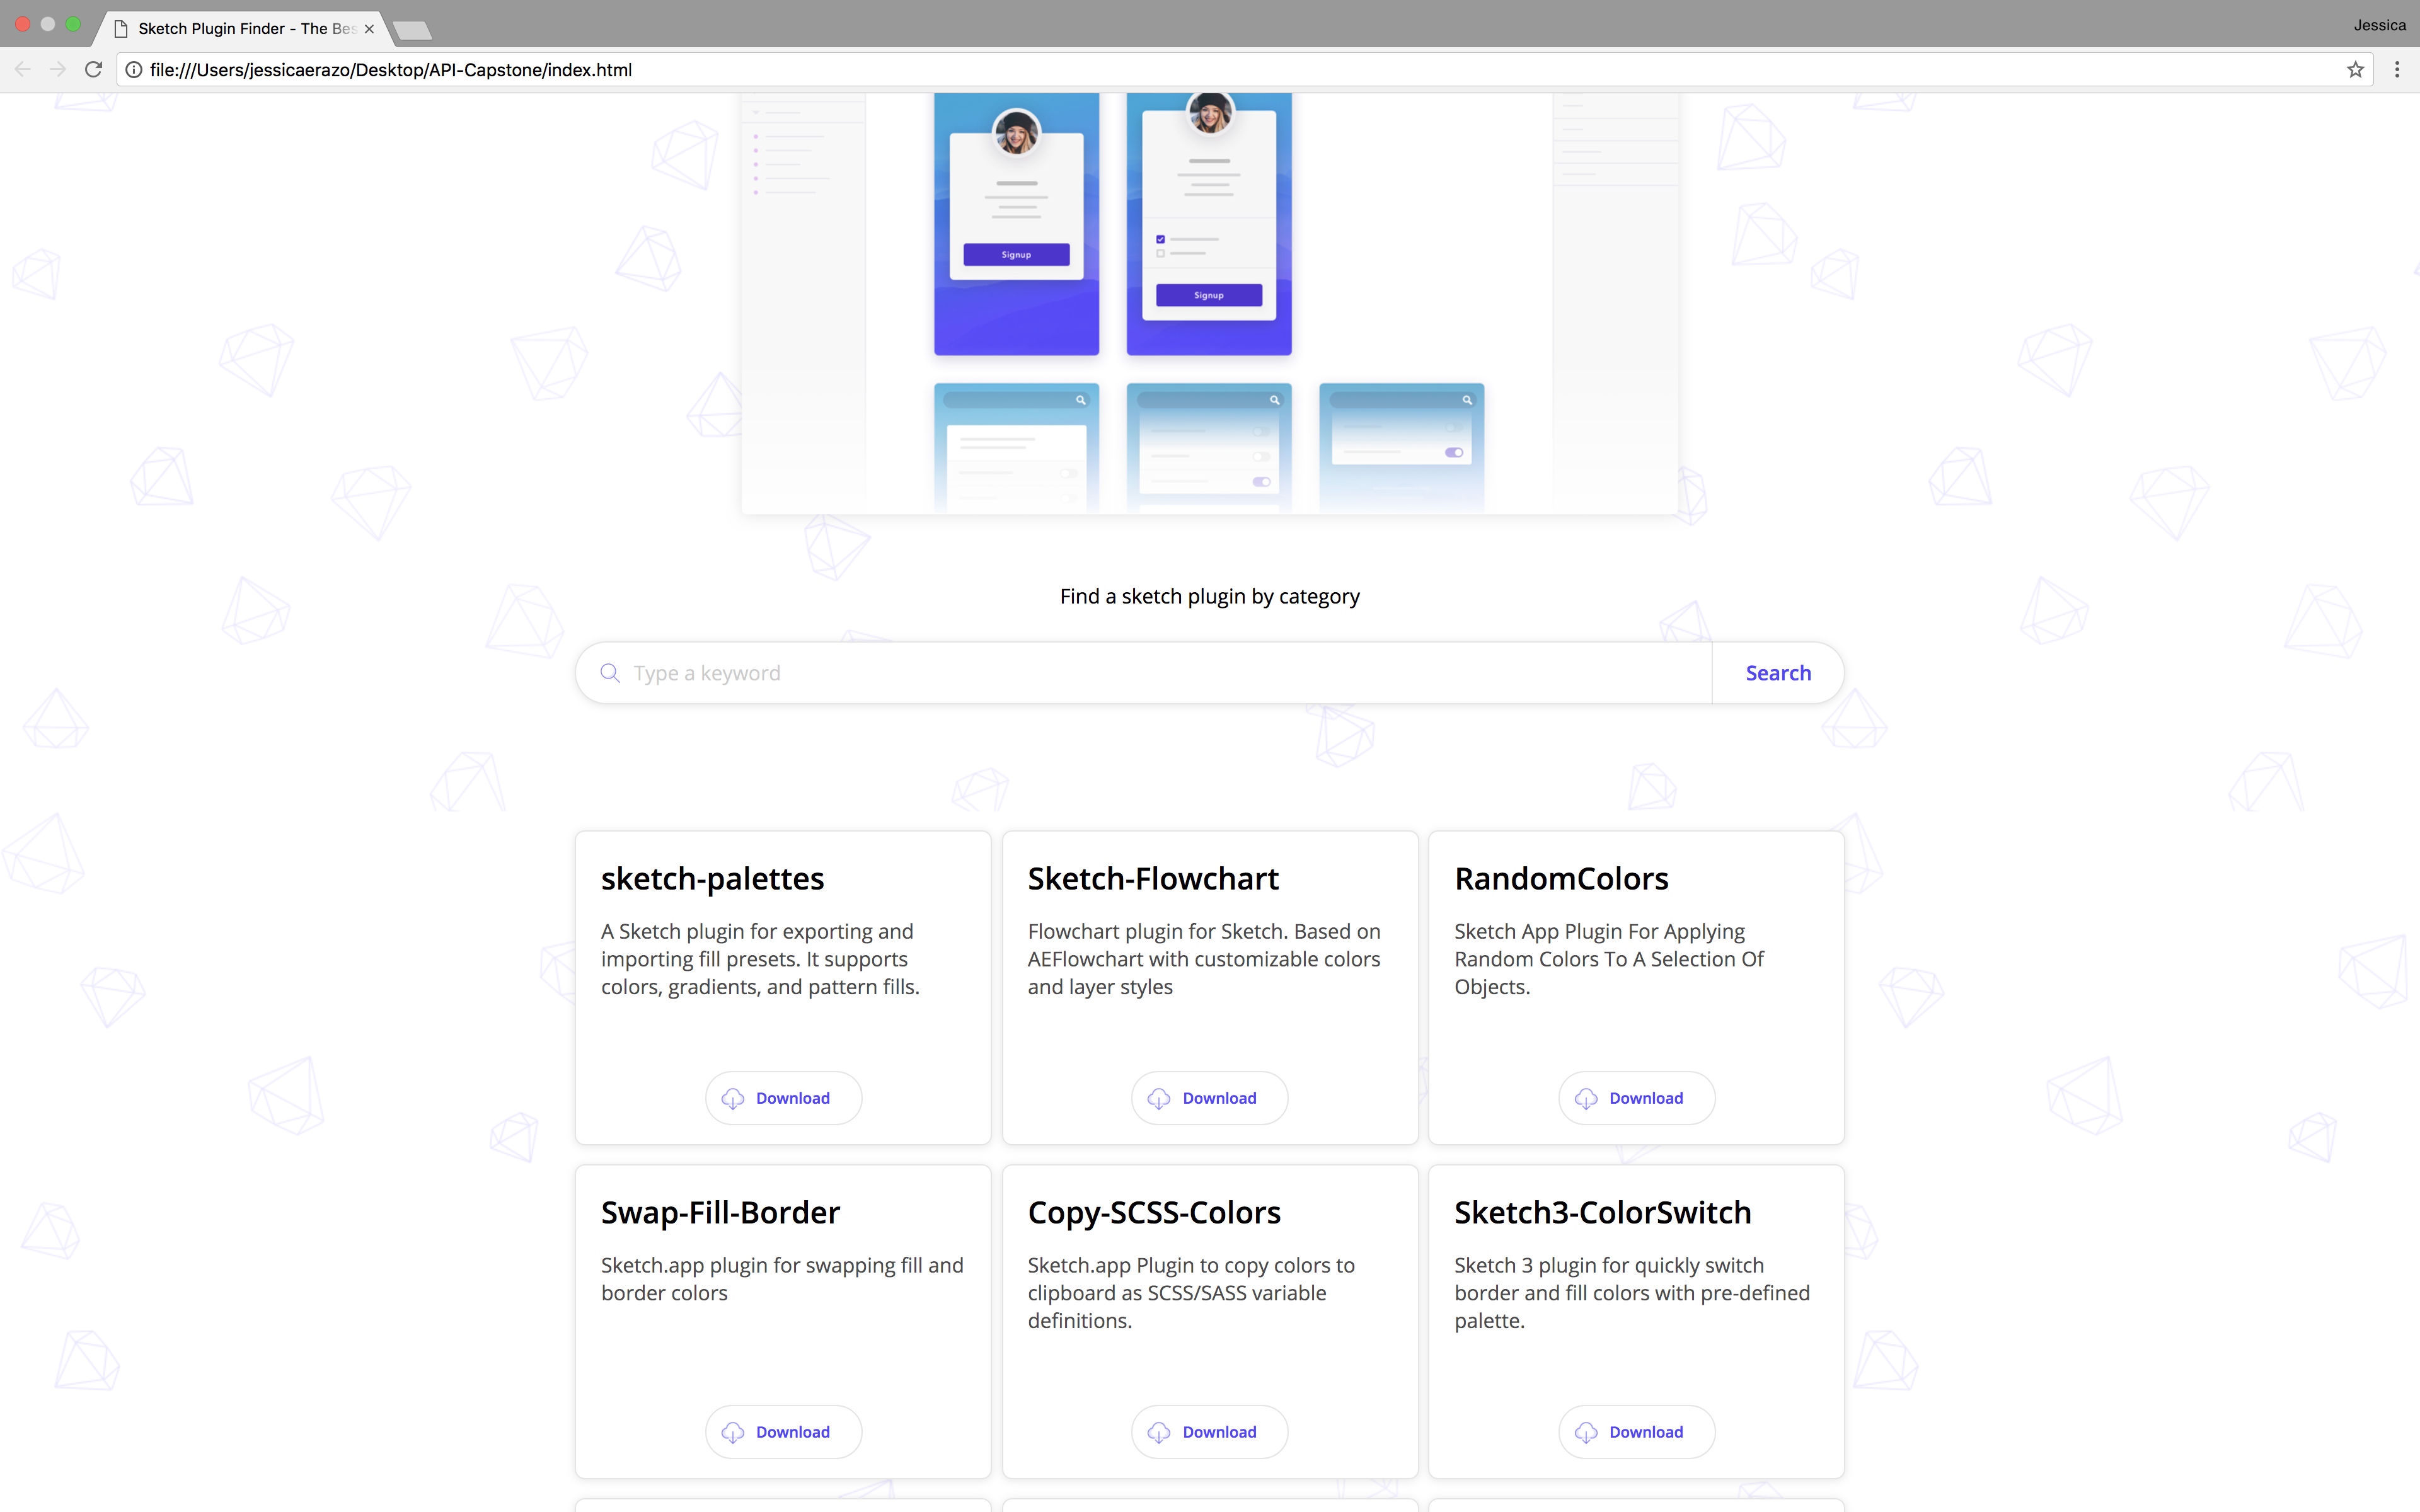 Sketch Plugin Finder - The Bes
Jessica
file:///Users/jessicaerazo/Desktop/API-Capstone/index.html
Signup
Signup
Find a sketch plugin by category
Type a keyword
Search
sketch-palettes
A Sketch plugin for exporting and
importing fill presets. It supports
colors, gradients, and pattern fills.
Download
Sketch-Flowchart
Flowchart plugin for Sketch. Based on
AEFlowchart with customizable colors
and layer styles
Download
RandomColors
Sketch App Plugin For Applying
Random Colors To A Selection Of
Objects.
Download
Swap-Fill-Border
Sketch.app plugin for swapping fill and
border colors
Download
Copy-SCSS-Colors
Sketch.app Plugin to copy colors to
clipboard as SCSS/SASS variable
definitions.
Download
Sketch3-ColorSwitch
Sketch 3 plugin for quickly switch
border and fill colors with pre-defined
palette.
Download